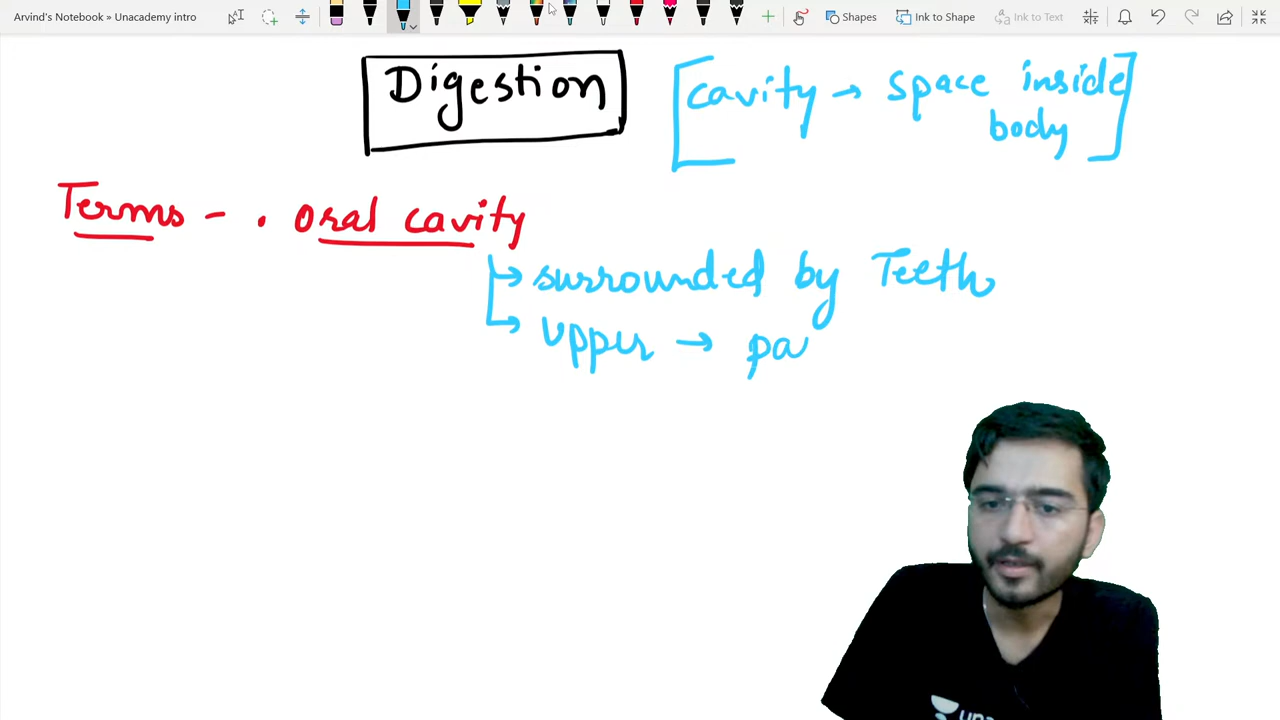 Arvind's Notebook » Unacademy intro
Shapes
Ink to Shape
Ink to Text
Digestion
[cavity → space inside
body]
Terms - . oral cavity
→ surrounded by Teeth
→ upper → pa
una